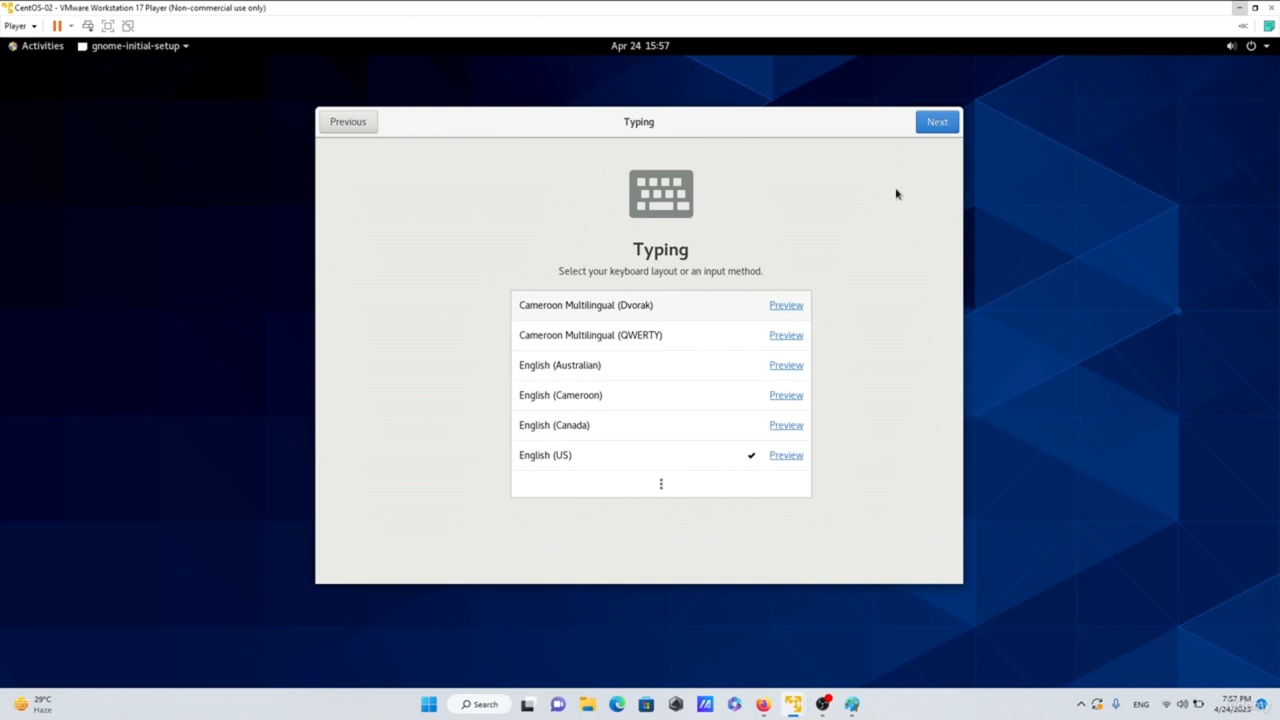 CentOS-02 - VMware Workstation 17 Player (Non-commercial use only)
Player
Activities gnome-initial-setup Apr 24 15:57
Previous Typing Next
Typing
Select your keyboard layout or an input method.
Cameroon Multilingual (Dvorak) Preview
Cameroon Multilingual (QWERTY) Preview
English (Australian) Preview
English (Cameroon) Preview
English (Canada) Preview
English (US) Preview
29°C
Haze
Search
ENG
7:57 PM
4/24/2023